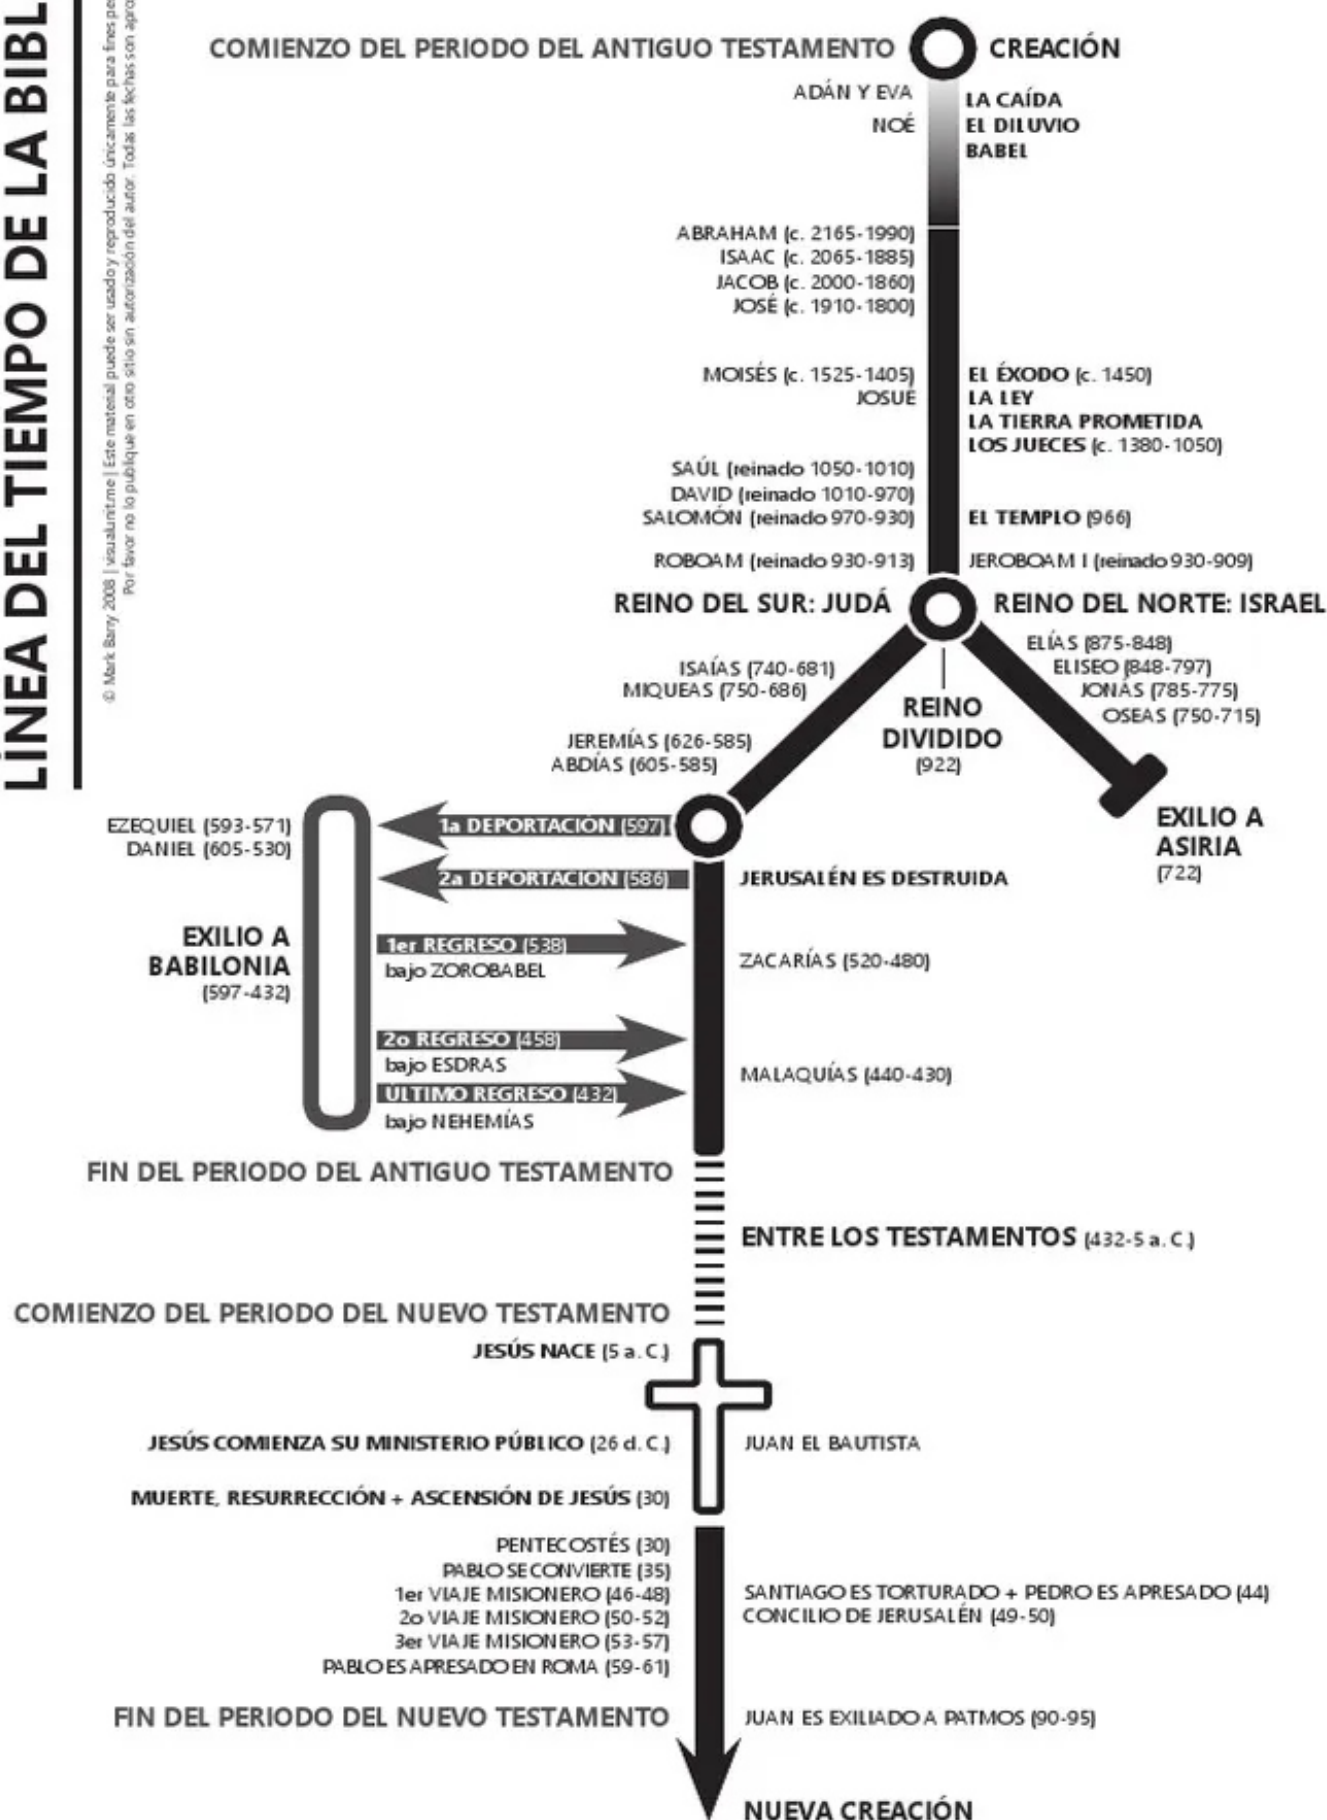 LÍNEA DEL TIEMPO DE LA BIBL
© Mark Barry 2008 | visualunit.me | Este material puede ser usado y reproducido únicamente para fines
Por favor no lo publique en otro sitio sin autorización del autor. Todas las fechas son
COMIENZO DEL PERIODO DEL ANTIGUO TESTAMENTO CREACIÓN
ADÁN Y EVA
LA CAÍDA
NOÉ EL DILUVIO
BABEL
ABRAHAM (c. 2165-1990)
ISAAC (c. 2065-1885)
JACOB (c. 2000-1860)
JOSÉ (c. 1910-1800)
MOISÉS (c. 1525-1405) EL ÉXODO (c. 1450)
JOSUÉ LA LEY
LA TIERRA PROMETIDA
LOS JUECES (c. 1380-1050)
SAÚL (reinado 1050-1010)
DAVID (reinado 1010-970)
SALOMÓN (reinado 970-930) EL TEMPLO (966)
ROBOAM (reinado 930-913) JEROBOAM I (reinado 930-909)
REINO DEL SUR: JUDÁ REINO DEL NORTE: ISRAEL
ELÍAS (875-848)
ELISEO (848-797)
JONÁS (785-775)
OSEAS (750-715)
ISAÍAS (740-681)
MIQUEAS (750-686)
REINO
DIVIDIDO
(922)
JEREMÍAS (626-585)
ABDÍAS (605-585)
EXILIO A
ASIRIA
(722)
EZEQUIEL (593-571)
DANIEL (605-530)
1a DEPORTACIÓN (597)
2a DEPORTACIÓN (586) JERUSALÉN ES DESTRUIDA
EXILIO A
BABILONIA
(597-432)
1er REGRESO (538)
bajo ZOROBABEL
ZACARÍAS (520-480)
2o REGRESO (458)
bajo ESDRAS
MALAQUÍAS (440-430)
ÚLTIMO REGRESO (432)
bajo NEHEMÍAS
FIN DEL PERIODO DEL ANTIGUO TESTAMENTO
ENTRE LOS TESTAMENTOS (432-5 a. C.)
COMIENZO DEL PERIODO DEL NUEVO TESTAMENTO
JESÚS NACE (5 a. C.)
JESÚS COMIENZA SU MINISTERIO PÚBLICO (26 d. C.) JUAN EL BAUTISTA
MUERTE, RESURRECCIÓN + ASCENSIÓN DE JESÚS (30)
PENTECOSTÉS (30)
PABLO SE CONVIERTE (35)
1er VIAJE MISIONERO (46-48) SANTIAGO ES TORTURADO + PEDRO ES APRESADO (44)
2o VIAJE MISIONERO (50-52) CONCILIO DE JERUSALÉN (49-50)
3er VIAJE MISIONERO (53-57)
PABLO ES APRESADO EN ROMA (59-61)
FIN DEL PERIODO DEL NUEVO TESTAMENTO JUAN ES EXILIADO A PATMOS (90-95)
NUEVA CREACIÓN